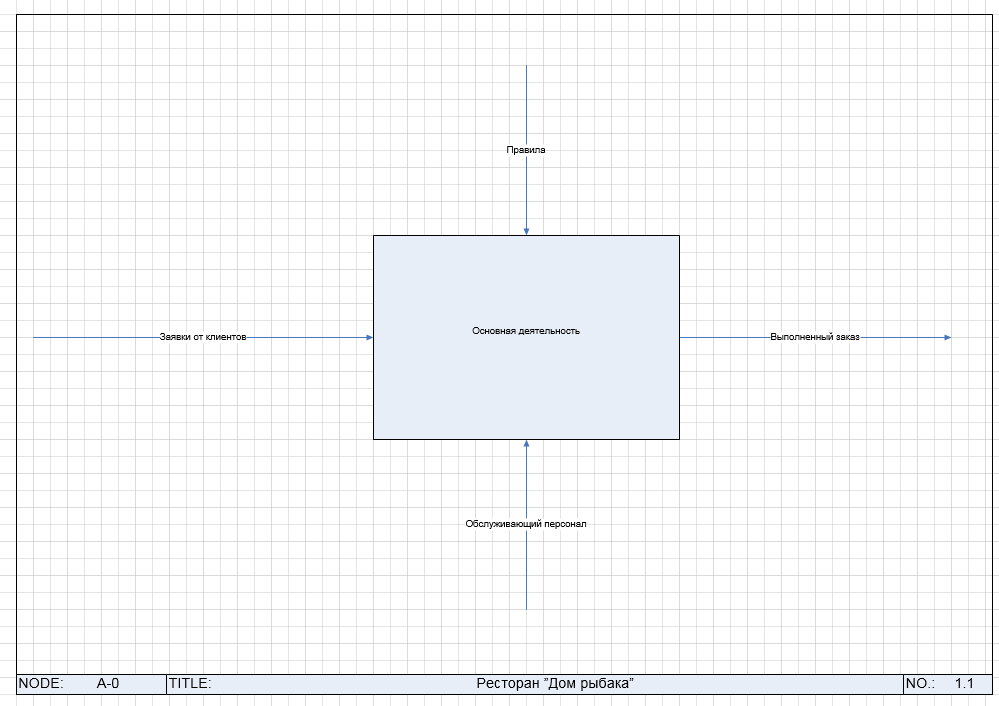 Правила
Основная деятельность
Заявки от клиентов
Выполненный заказ
Обслуживающий персонал
NODE: A-0 TITLE: Ресторан "Дом рыбака" NO.: 1.1